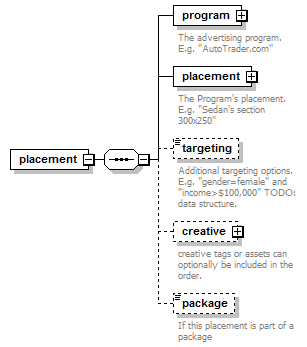 program
The advertising program.
E.g. "AutoTrader.com"
placement
The Program's placement.
E.g. "Sedan's section
300x250"
placement
targeting
Additional targeting options.
E.g. "gender=female" and
"income>$100,000" TODO:
data structure.
creative
creative tags or assets can
optionally be included in the
order.
package
If this placement is part of a
package